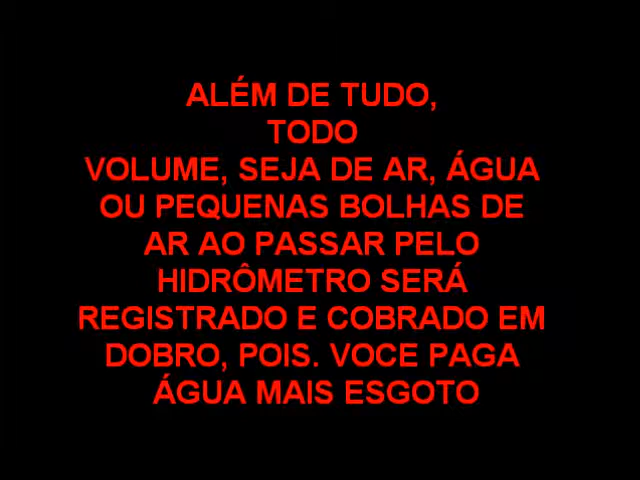 ALÉM DE TUDO,
TODO
VOLUME, SEJA DE AR, ÁGUA
OU PEQUENAS BOLHAS DE
AR AO PASSAR PELO
HIDRÔMETRO SERÁ
REGISTRADO E COBRADO EM
DOBRO, POIS. VOCE PAGA
ÁGUA MAIS ESGOTO